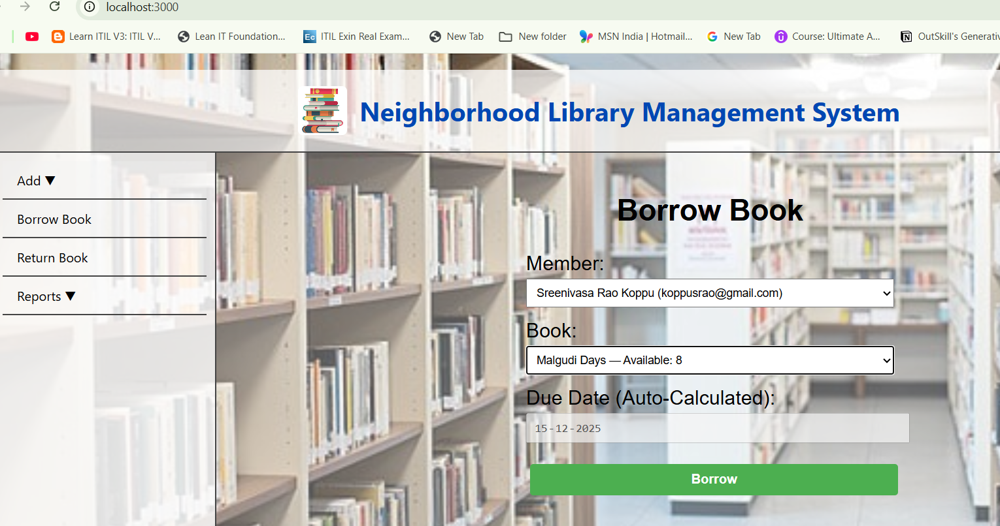 localhost:3000
Learn ITIL V3: ITIL V... Lean IT Foundation... Ec ITIL Exin Real Exam... New Tab New folder MSN India | Hotmail... New Tab Course: Ultimate A... OutSkill's Generativ
Neighborhood Library Management System
Add ▼
Borrow Book
Return Book
Reports ▼
Borrow Book
Member:
Sreenivasa Rao Koppu (koppusrao@gmail.com)
Book:
Malgudi Days — Available: 8
Due Date (Auto-Calculated):
15-12-2025
Borrow